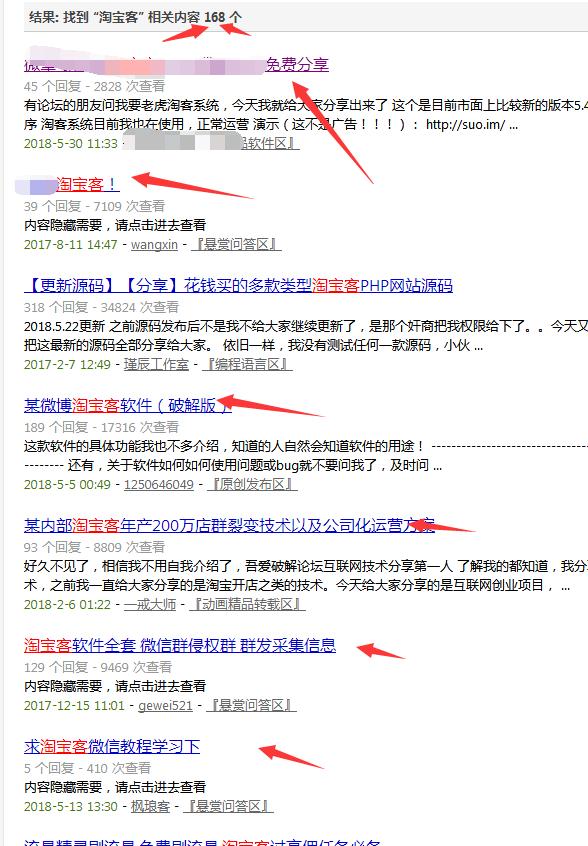 结果: 找到 “淘宝客” 相关内容 168 个
免费分享
45 个回复 - 2828 次查看
有论坛的朋友问我要老虎淘客系统，今天我就给大家分享出来了 这个是目前市面上比较新的版本5.4
序 淘客系统目前我也在使用，正常运营 演示（这不是广告！！！）： http://suo.im/ ...
2018-5-30 11:33 - 软件区』
淘宝客！
39 个回复 - 7109 次查看
内容隐藏需要，请点击进去查看
2017-8-11 14:47 - wangxin - 『悬赏问答区』
【更新源码】【分享】花钱买的多款类型淘宝客PHP网站源码
318 个回复 - 34824 次查看
2018.5.22更新 之前源码发布后不是我不给大家继续更新了，是那个奸商把我权限给下了。。今天又
把这最新的源码全部分享给大家。 依旧一样，我没有测试任何一款源码，小伙 ...
2017-2-7 12:49 - 瑾辰工作室 - 『编程语言区』
某微博淘宝客软件（破解版）
189 个回复 - 17316 次查看
这款软件的具体功能我也不多介绍，知道的人自然会知道软件的用途！ --------------------------------
-------- 还有，关于软件如何如何使用问题或bug就不要问我了，及时问 ...
2018-5-5 00:49 - 1250646049 - 『原创发布区』
某内部淘宝客年产200万店群裂变技术以及公司化运营方案
93 个回复 - 8809 次查看
好久不见了，相信我不用自我介绍了，吾爱破解论坛互联网技术分享第一人 了解我的都知道，我分
术，之前我一直给大家分享的是淘宝开店之类的技术。今天给大家分享的是互联网创业项目， ...
2018-2-6 01:22 - 一戒大师 - 『动画精品转载区』
淘宝客软件全套 微信群侵权群 群发采集信息
129 个回复 - 9469 次查看
内容隐藏需要，请点击进去查看
2017-12-15 11:01 - gewei521 - 『悬赏问答区』
求淘宝客微信教程学习下
5 个回复 - 410 次查看
内容隐藏需要，请点击进去查看
2018-5-13 13:30 - 枫琅客 - 『悬赏问答区』